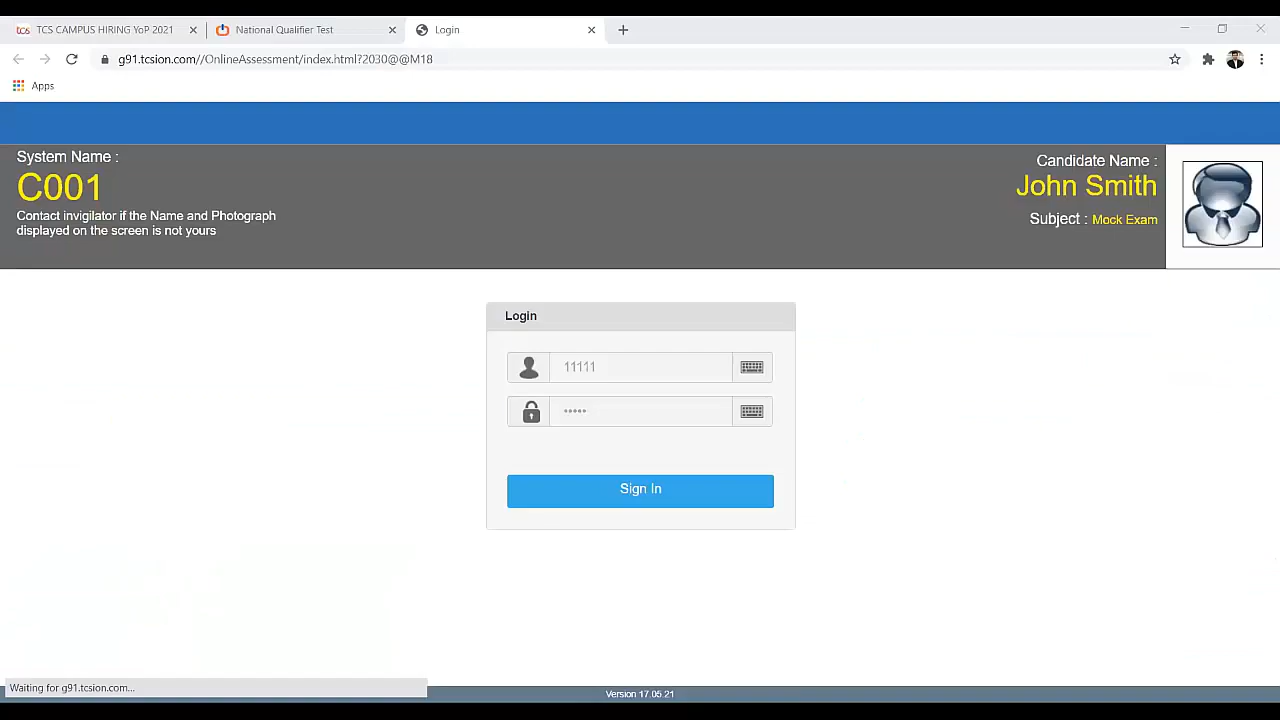 TCS CAMPUS HIRING YoP 2021
National Qualifier Test
Login
g91.tcsion.com//OnlineAssessment/index.html?2030@@M18
Apps
System Name :
C001
Contact invigilator if the Name and Photograph
displayed on the screen is not yours
Candidate Name :
John Smith
Subject : Mock Exam
Login
11111
•••••
Sign In
Waiting for g91.tcsion.com...
Version 17.05.21